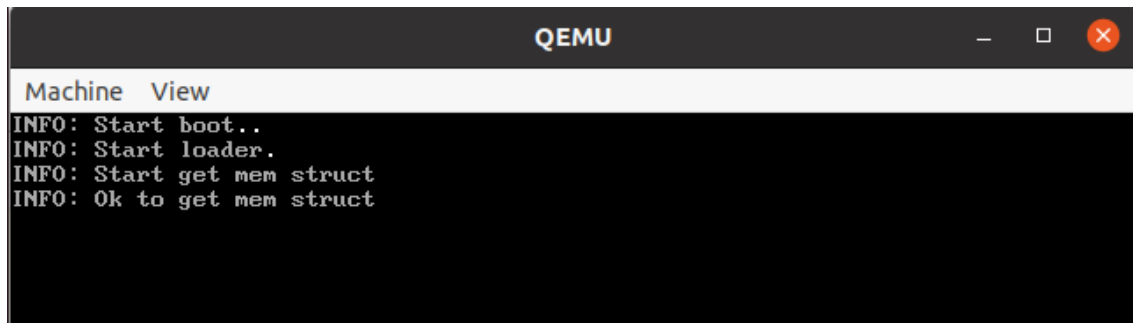 QEMU
Machine View
INFO: Start boot..
INFO: Start loader.
INFO: Start get mem struct
INFO: Ok to get mem struct